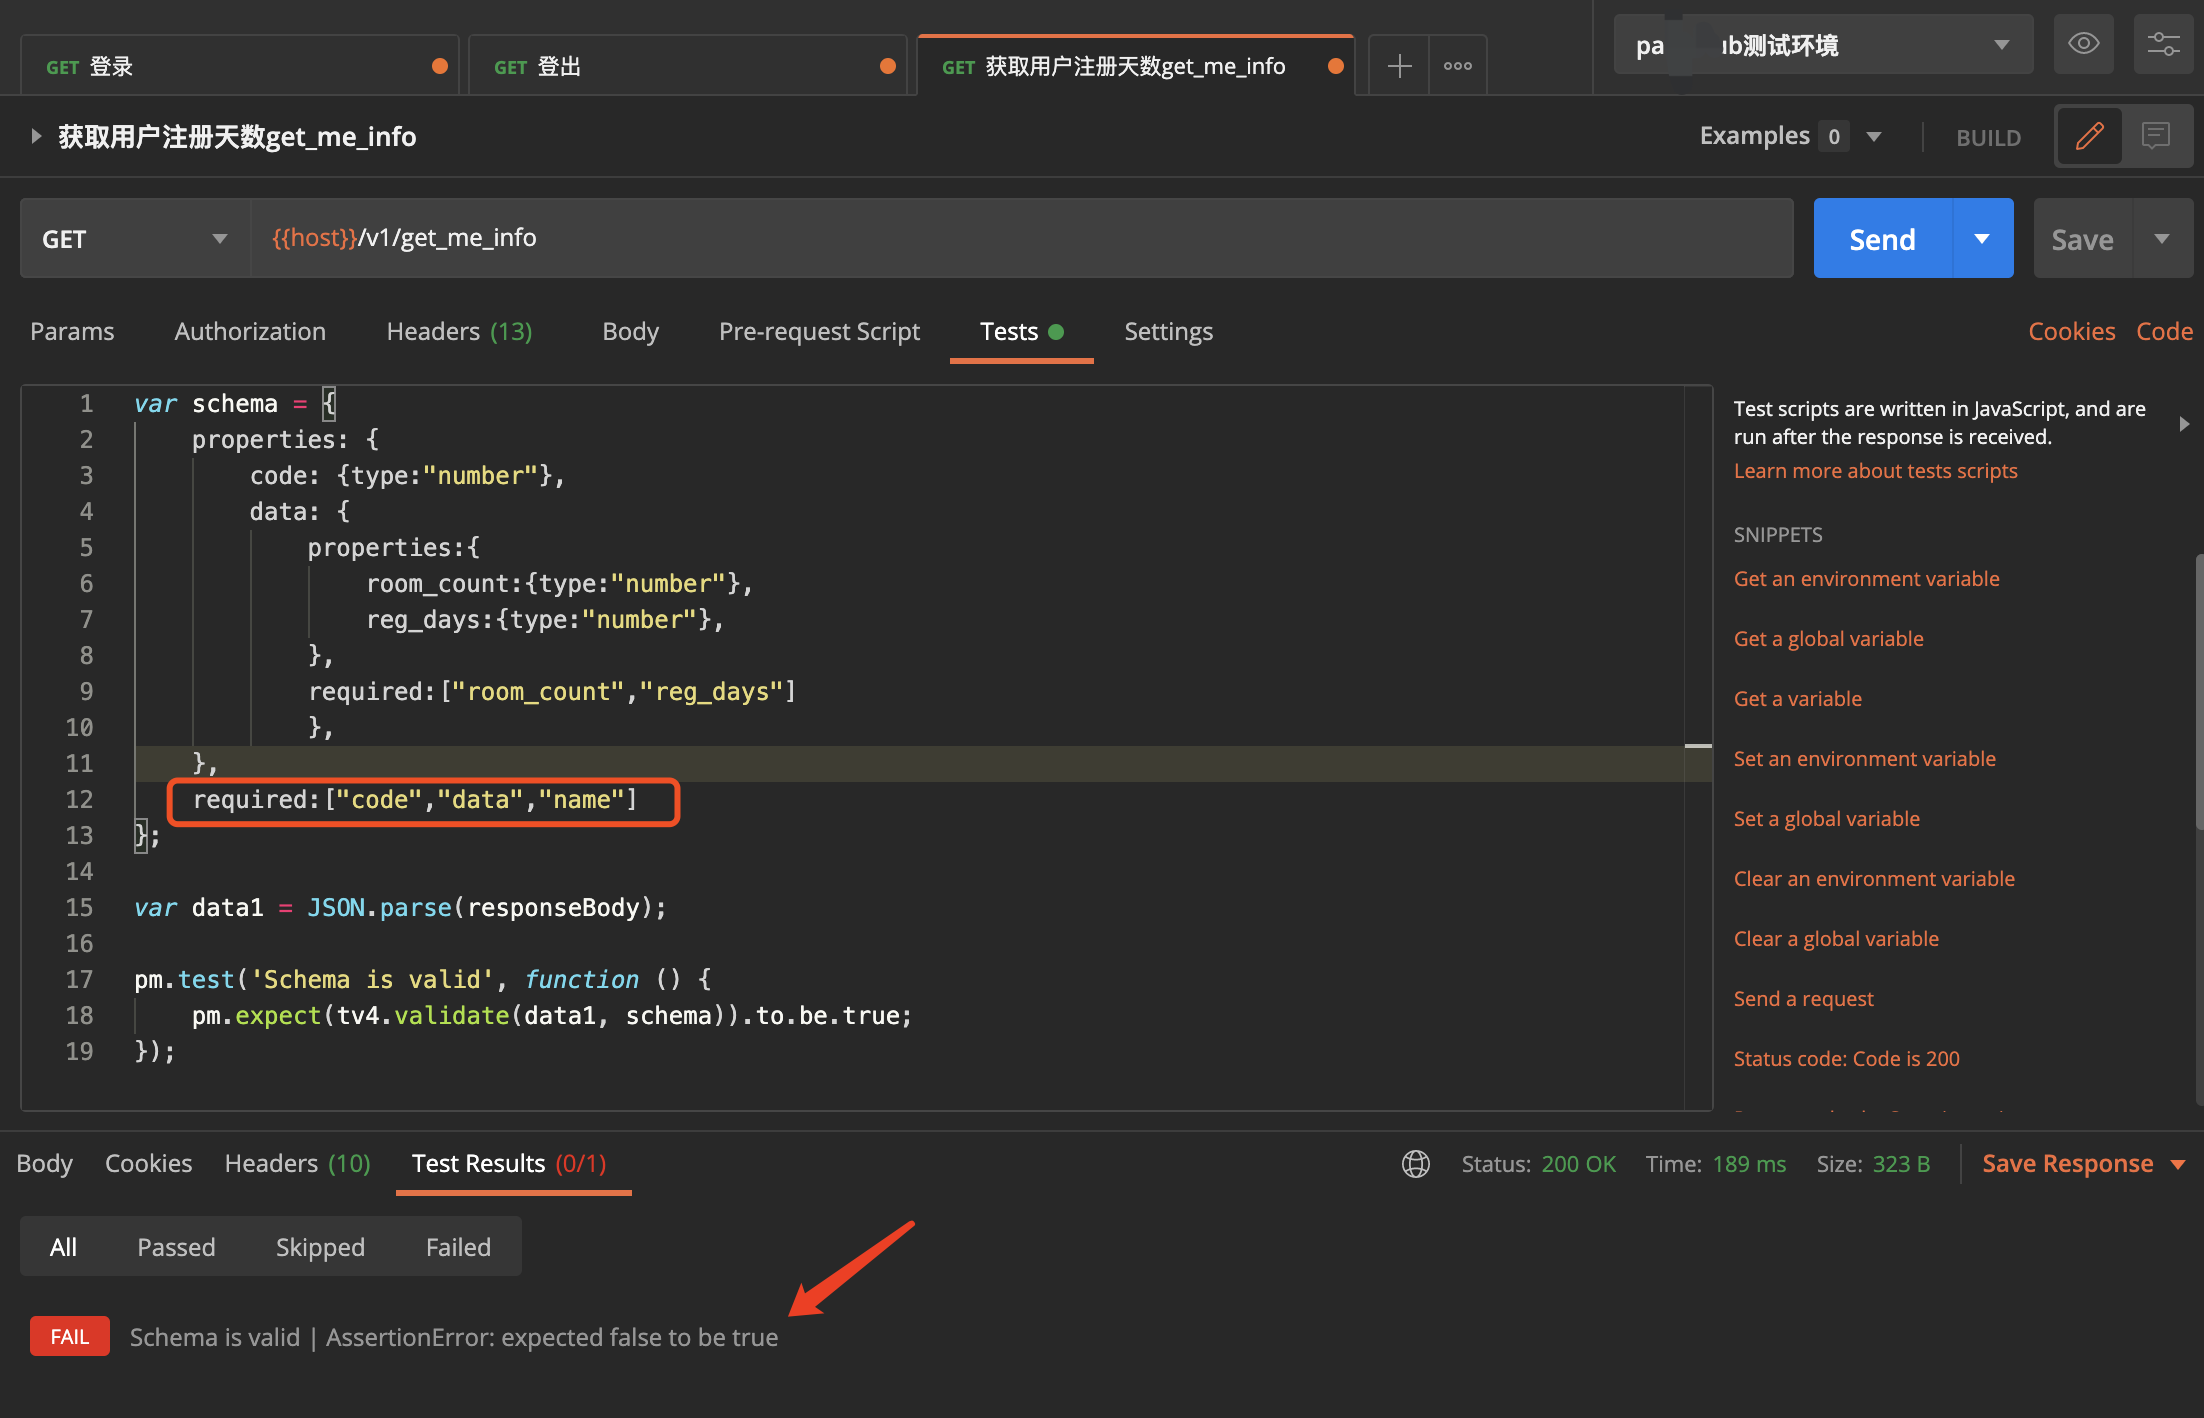 GET 登录
GET 登出
GET 获取用户注册天数get_me_info
pa ub测试环境
获取用户注册天数get_me_info
Examples 0
BUILD
GET
{{host}}/v1/get_me_info
Send
Save
Params
Authorization
Headers (13)
Body
Pre-request Script
Tests
Settings
Cookies
Code
1 var schema = {
2 properties: {
3 code: {type:"number"},
4 data: {
5 properties:{
6 room_count:{type:"number"},
7 reg_days:{type:"number"},
8 },
9 required:["room_count","reg_days"]
10 },
11 },
12 required:["code","data","name"]
13 };
14
15 var data1 = JSON.parse(responseBody);
16
17 pm.test('Schema is valid', function () {
18 pm.expect(tv4.validate(data1, schema)).to.be.true;
19 });
Test scripts are written in JavaScript, and are
run after the response is received.
Learn more about tests scripts
SNIPPETS
Get an environment variable
Get a global variable
Get a variable
Set an environment variable
Set a global variable
Clear an environment variable
Clear a global variable
Send a request
Status code: Code is 200
Body
Cookies
Headers (10)
Test Results (0/1)
Status: 200 OK
Time: 189 ms
Size: 323 B
Save Response
All
Passed
Skipped
Failed
FAIL
Schema is valid | AssertionError: expected false to be true